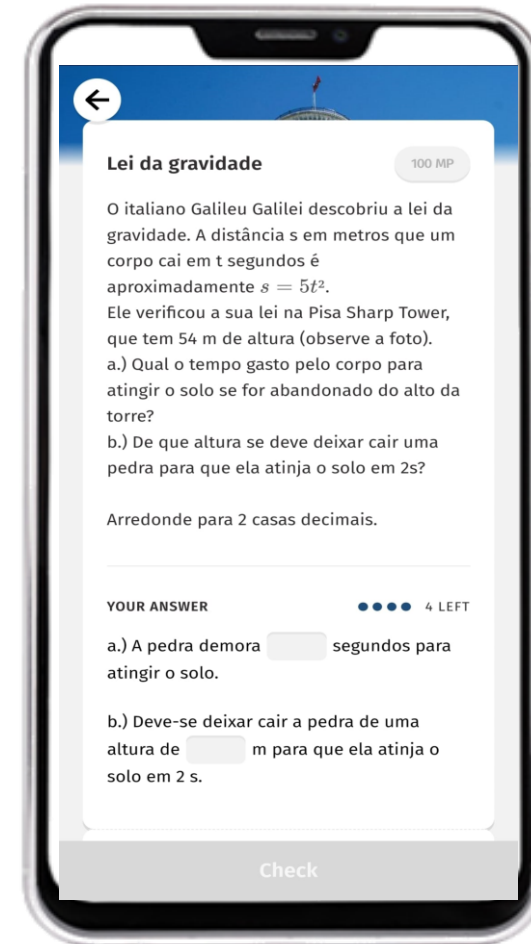 Lei da gravidade
100 MP
O italiano Galileu Galilei descobriu a lei da
gravidade. A distância s em metros que um
corpo cai em t segundos é
aproximadamente s = 5t².
Ele verificou a sua lei na Pisa Sharp Tower,
que tem 54 m de altura (observe a foto).
a.) Qual o tempo gasto pelo corpo para
atingir o solo se for abandonado do alto da
torre?
b.) De que altura se deve deixar cair uma
pedra para que ela atinja o solo em 2s?
Arredonde para 2 casas decimais.
YOUR ANSWER
4 LEFT
a.) A pedra demora segundos para
atingir o solo.
b.) Deve-se deixar cair a pedra de uma
altura de m para que ela atinja o
solo em 2 s.
Check